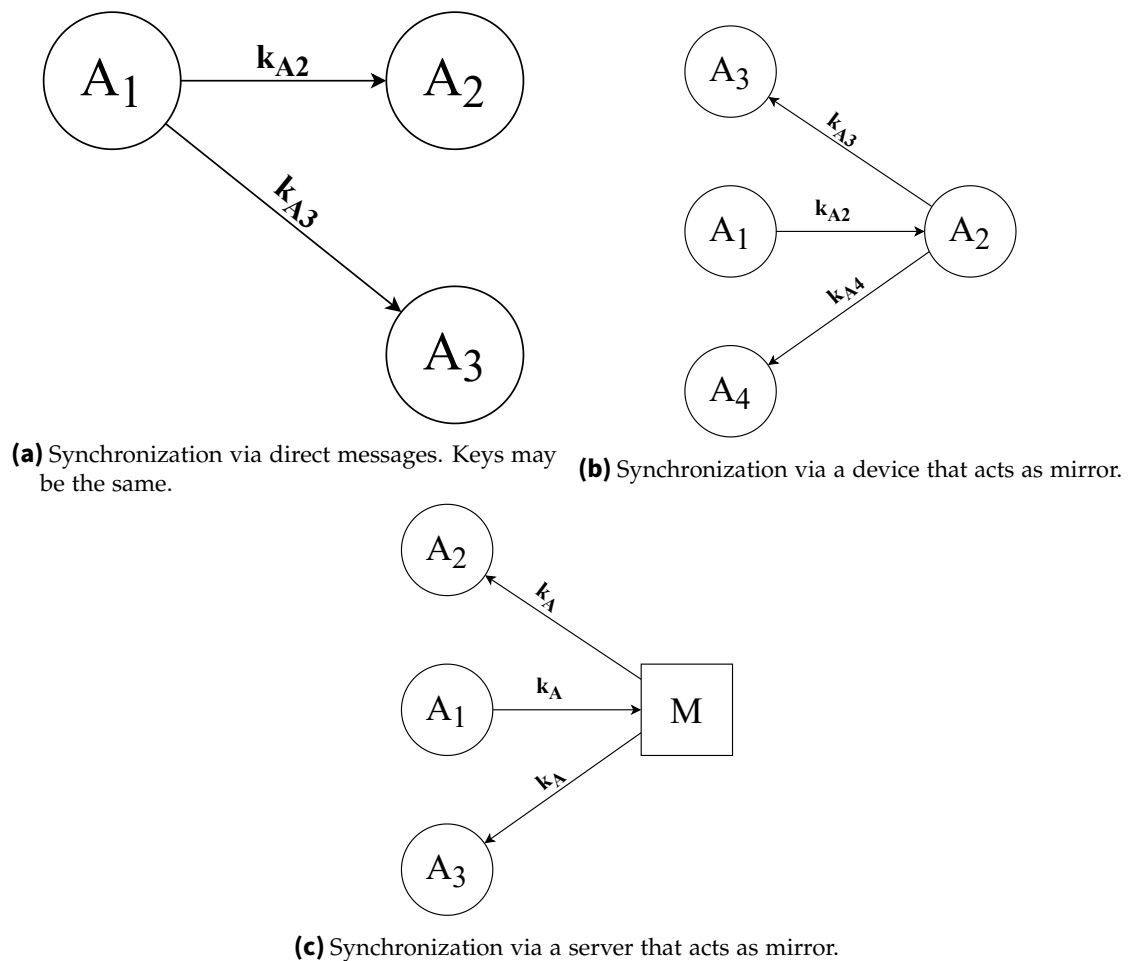 A1
kA2
A2
kA3
A3
(a) Synchronization via direct messages. Keys may
be the same.
A3
kA3
A1
kA2
A2
kA4
A4
(b) Synchronization via a device that acts as mirror.
A2
kA
A1
kA
M
kA
A3
(c) Synchronization via a server that acts as mirror.